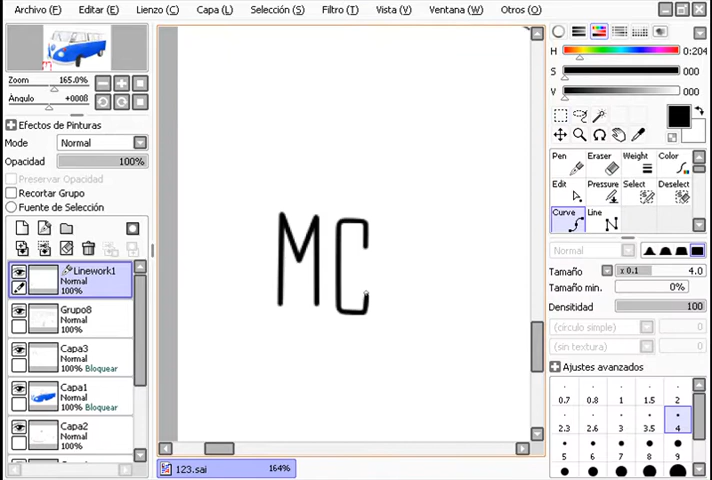 Archivo (F) Editar (E) Lienzo (C) Capa (L) Selección (S) Filtro (T) Vista (V) Ventana (W) Otros (O)
Zoom 165.0%
Ángulo +0008
Efectos de Pinturas
Mode Normal
Opacidad 100%
Preservar Opacidad
Recortar Grupo
Fuente de Selección
Linework1
Normal
100%
Grupo8
Normal
100%
Capa3
Normal
100% Bloquear
Capa1
Normal
100% Bloquear
Capa2
Normal
100%
MC
123.sai 164%
H 0:204
S 000
V 000
Pen Eraser Weight Color
Edit Pressure Select Deselect
Curve Line
Normal
Tamaño x 0.1 4.0
Tamaño min. 0%
Densitidad 100
(círculo simple) 0
(sin textura) 0
Ajustes avanzados
0.7 0.8 1 1.5 2
2.3 2.6 3 3.5 4
5 6 7 8 9